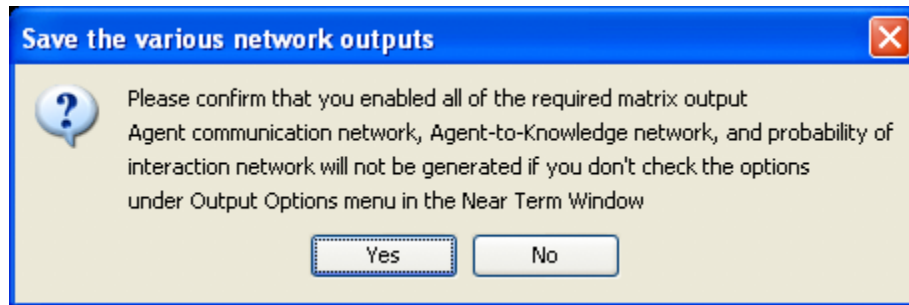 Save the various network outputs
Please confirm that you enabled all of the required matrix output
Agent communication network, Agent-to-Knowledge network, and probability of
interaction network will not be generated if you don't check the options
under Output Options menu in the Near Term Window
Yes No